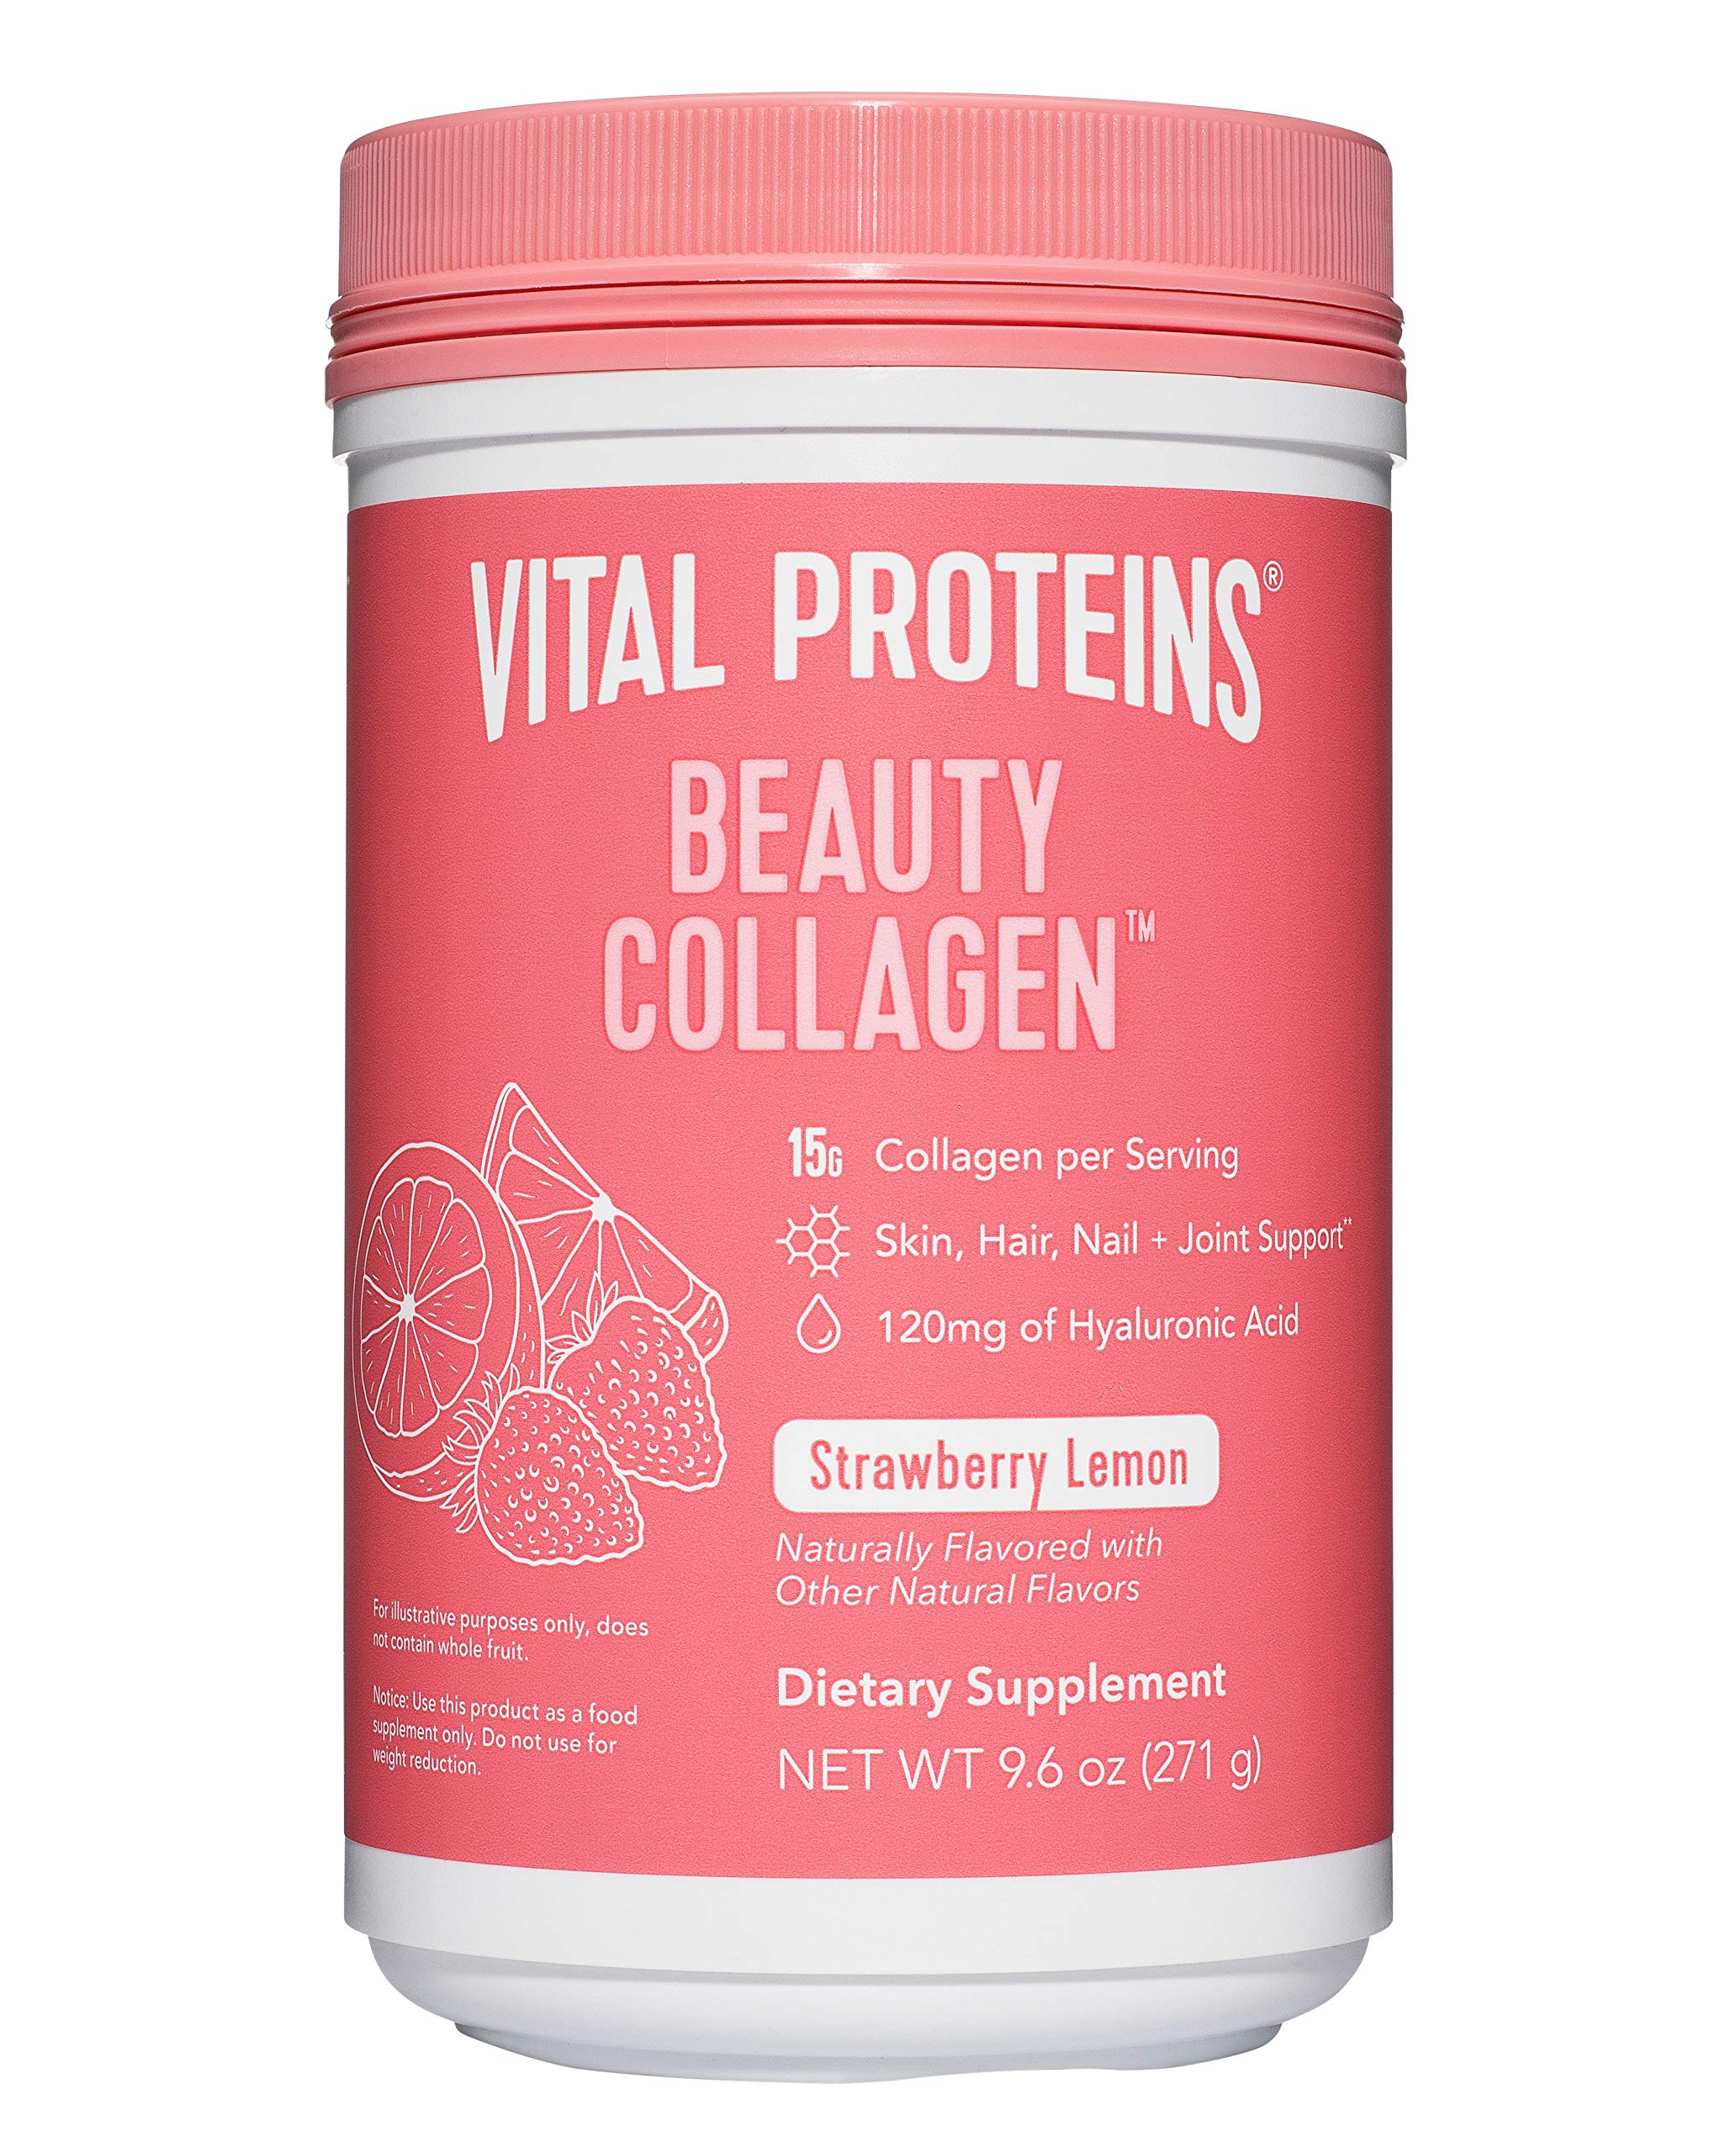 VITAL PROTEINS®
BEAUTY
COLLAGEN™
15G Collagen per Serving
Skin, Hair, Nail + Joint Support**
120mg of Hyaluronic Acid
Strawberry Lemon
Naturally Flavored with
Other Natural Flavors
For illustrative purposes only, does
not contain whole fruit.
Notice: Use this product as a food
supplement only. Do not use for
weight reduction.
Dietary Supplement
NET WT 9.6 oz (271 g)